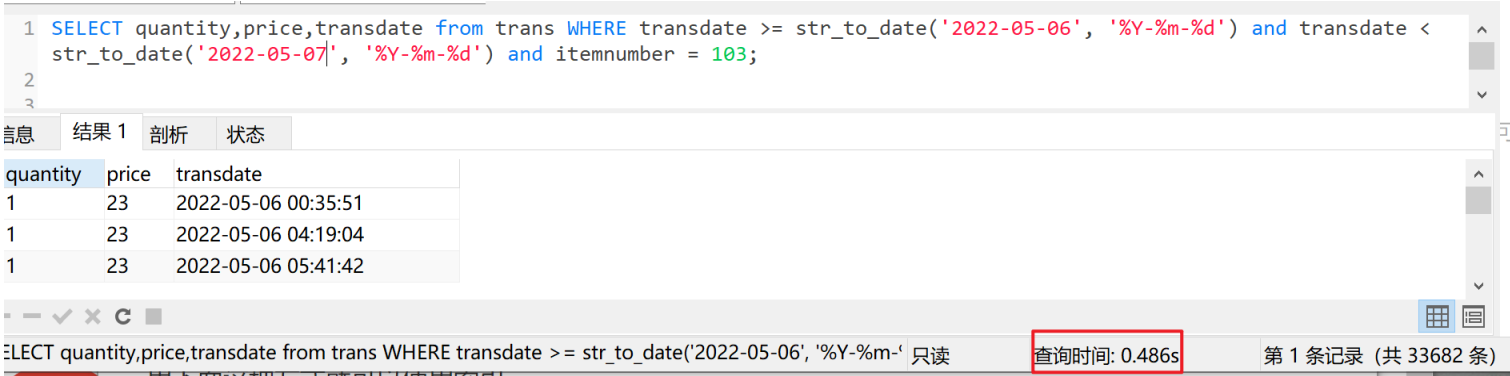 1 SELECT quantity,price,transdate from trans WHERE transdate >= str_to_date('2022-05-06', '%Y-%m-%d') and transdate <
str_to_date('2022-05-07', '%Y-%m-%d') and itemnumber = 103;
2
3
信息 结果 1 剖析 状态
quantity price transdate
1 23 2022-05-06 00:35:51
1 23 2022-05-06 04:19:04
1 23 2022-05-06 05:41:42
ELECT quantity,price,transdate from trans WHERE transdate >= str_to_date('2022-05-06', '%Y-%m-% 只读 查询时间: 0.486s 第 1 条记录 (共 33682 条)